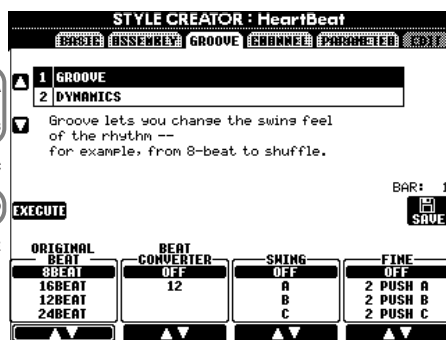 STYLE CREATOR : HeartBeat
BASIC ASSEMBLY GROOVE CHANNEL PARAMETER EDIT
1 GROOVE
2 DYNAMICS
Groove lets you change the swing feel
of the rhythm --
for example, from 8-beat to shuffle.
BAR: 1
EXECUTE
SAVE
ORIGINAL BEAT
8BEAT
16BEAT
12BEAT
24BEAT
BEAT CONVERTER
OFF
12
SWING
OFF
A
B
C
FINE
OFF
2 PUSH A
2 PUSH B
2 PUSH C